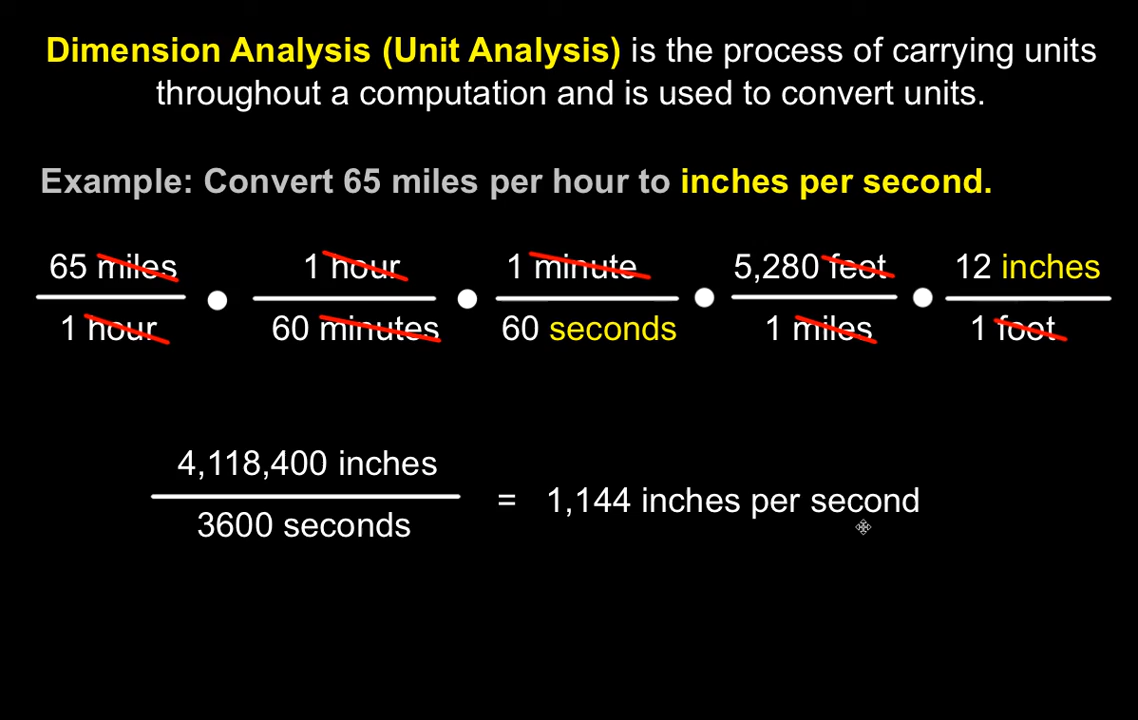 Dimension Analysis (Unit Analysis) is the process of carrying units
throughout a computation and is used to convert units.
Example: Convert 65 miles per hour to inches per second.
65 miles 1 hour 1 minute 5,280 feet 12 inches
1 hour 60 minutes 60 seconds 1 miles 1 foot
4,118,400 inches
= 1,144 inches per second
3600 seconds